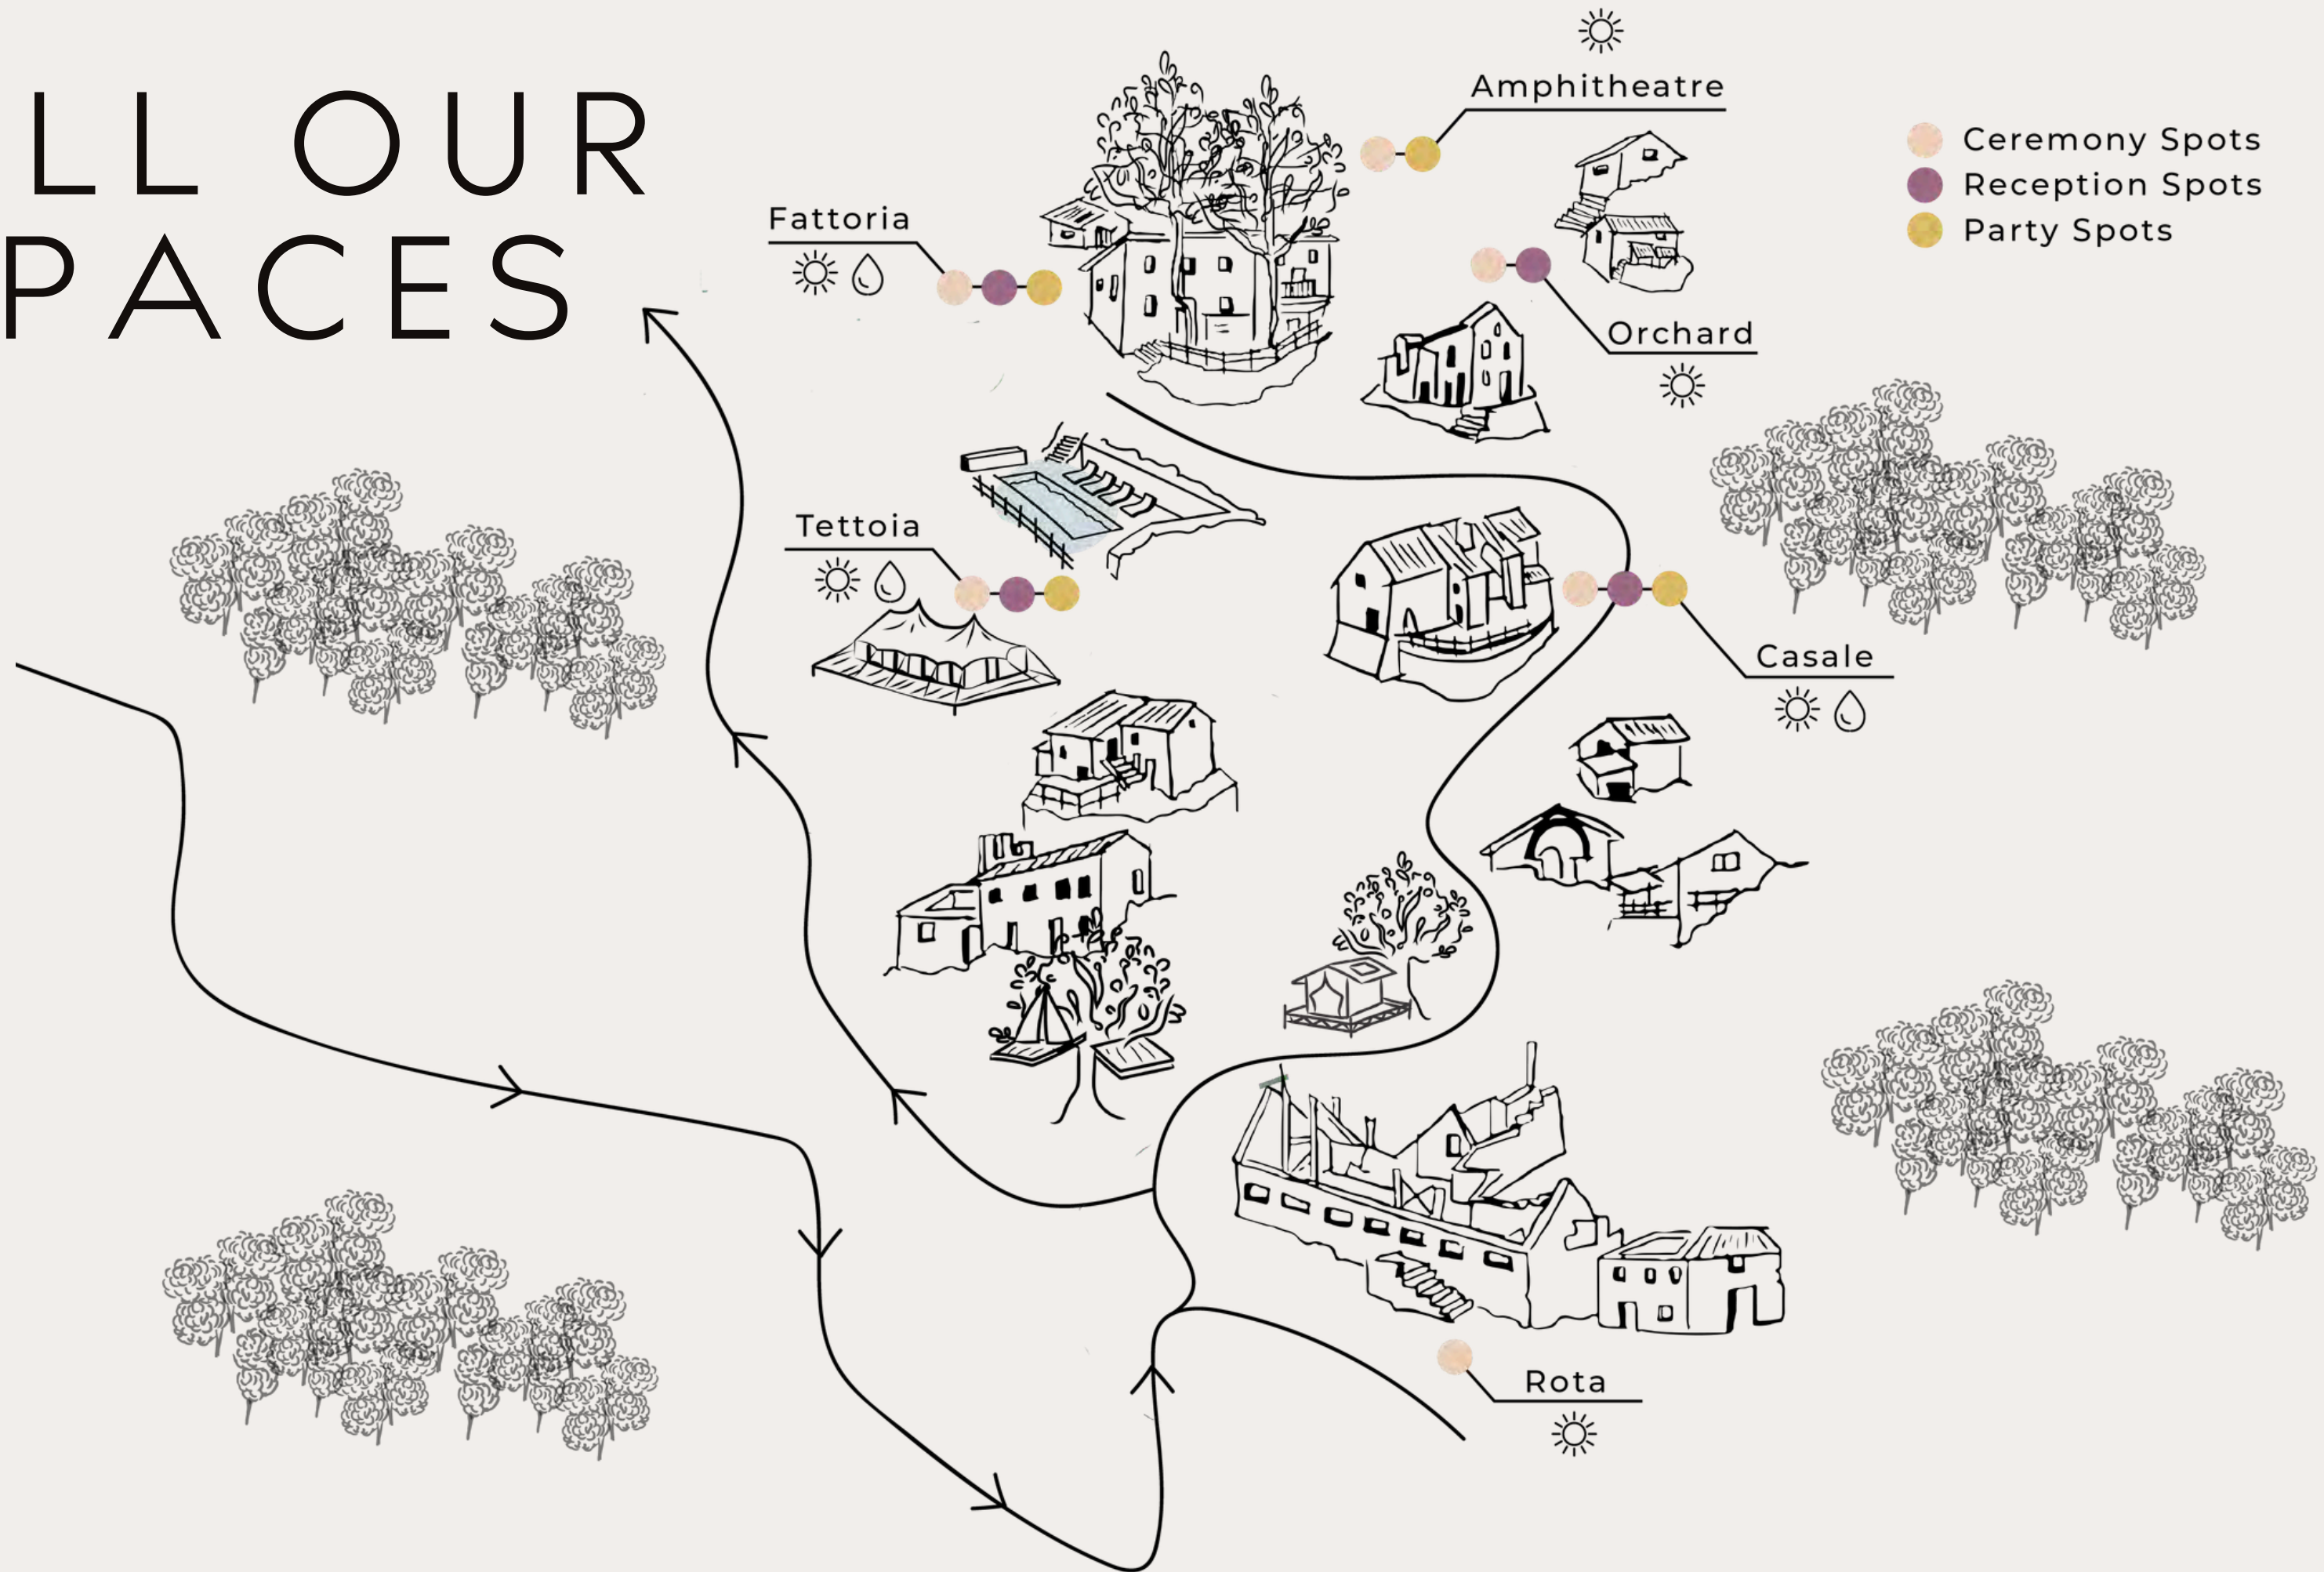 LL OUR
PACES
Amphitheatre
Ceremony Spots
Reception Spots
Party Spots
Fattoria
Orchard
Tettoia
Casale
Rota